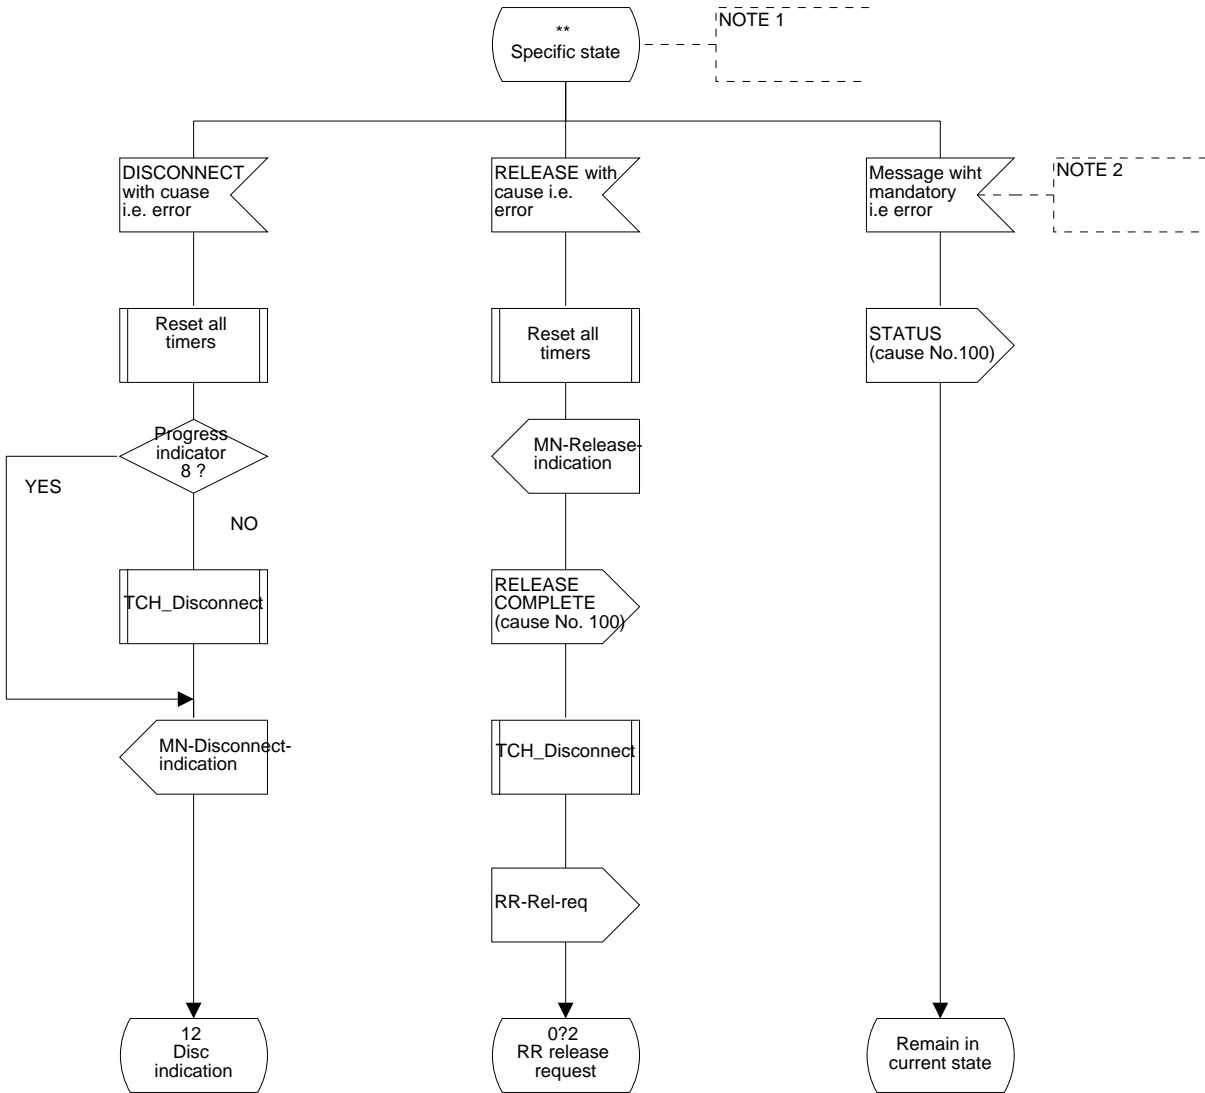 **
Specific state
NOTE 1
DISCONNECT
with cuase
i.e. error
RELEASE with
cause i.e.
error
Message wiht
mandatory
i.e error
NOTE 2
Reset all
timers
Reset all
timers
STATUS
(cause No.100)
Progress
indicator
8 ?
YES
NO
MN-Release-
indication
TCH_Disconnect
RELEASE
COMPLETE
(cause No. 100)
MN-Disconnect-
indication
TCH_Disconnect
RR-Rel-req
12
Disc
indication
0?2
RR release
request
Remain in
current state